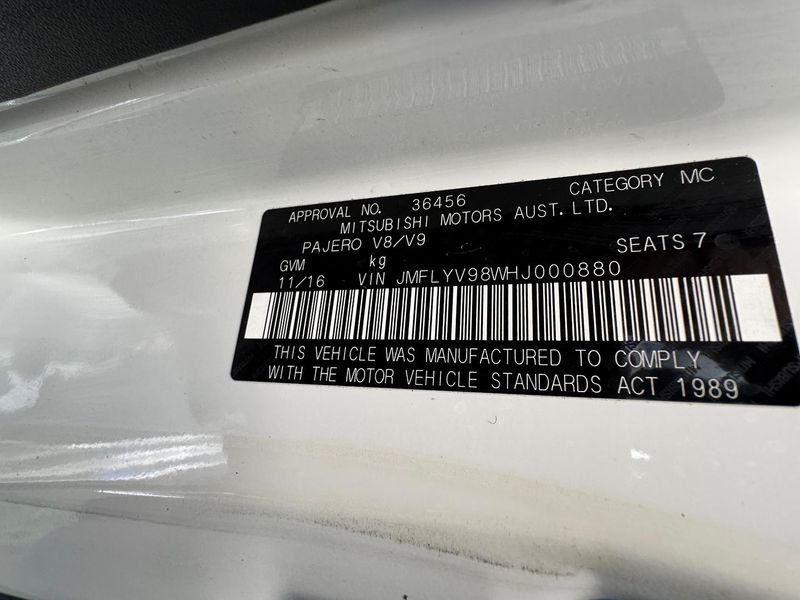 APPROVAL NO. 36456 CATEGORY MC
MITSUBISHI MOTORS AUST. LTD.
PAJERO V8/V9 SEATS 7
GVM kg
11/16 VIN JMFLYV98WHJ000880
THIS VEHICLE WAS MANUFACTURED TO COMPLY
WITH THE MOTOR VEHICLE STANDARDS ACT 1989